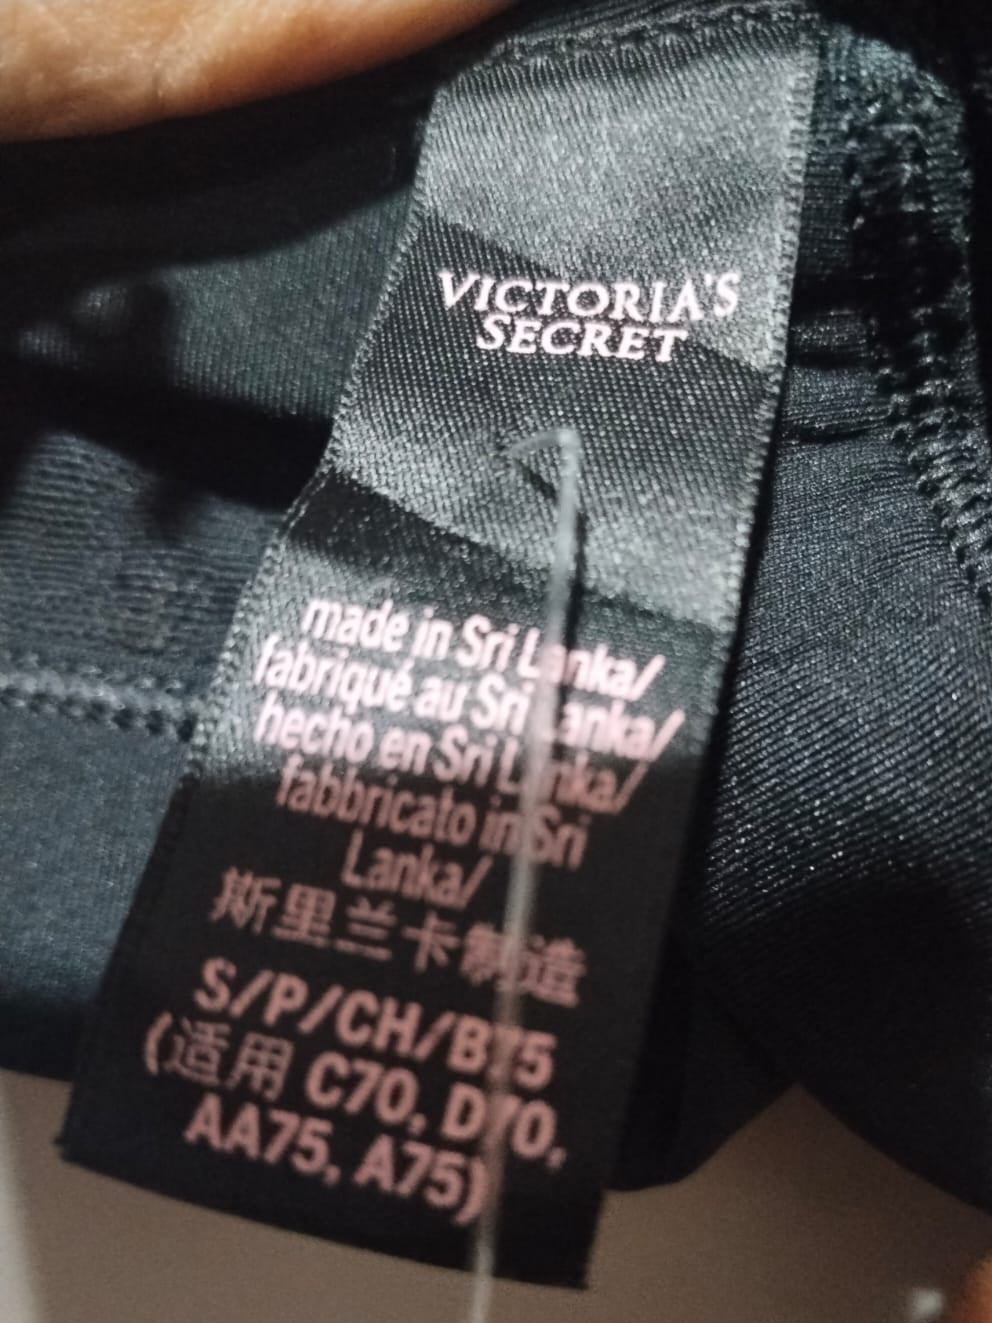 VICTORIA'S
SECRET
made in Sri Lanka/
fabriqué au Sri Lanka/
hecho en Sri Lanka/
fabbricato in Sri
Lanka/
斯里兰卡制造
S/P/CH/B75
(适用 C70, D70,
AA75, A75)